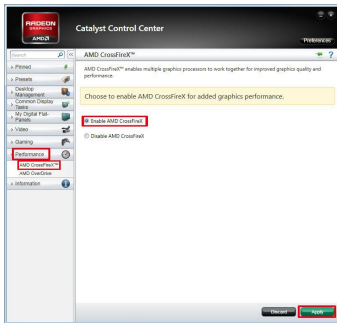 RADEON
GRAPHICS
AMD
Catalyst Control Center
Preferences
Search
AMD CrossFireX™
Pinned
Presets
Desktop
Management
Common Display
Tasks
My Digital Flat-
Panels
Video
Gaming
Performance
AMD CrossFireX™
AMD OverDrive
Information
AMD CrossFireX™ enables multiple graphics processors to work together for improved graphics quality and
performance.
Choose to enable AMD CrossFireX for added graphics performance.
Enable AMD CrossFireX
Disable AMD CrossFireX
Discard
Apply